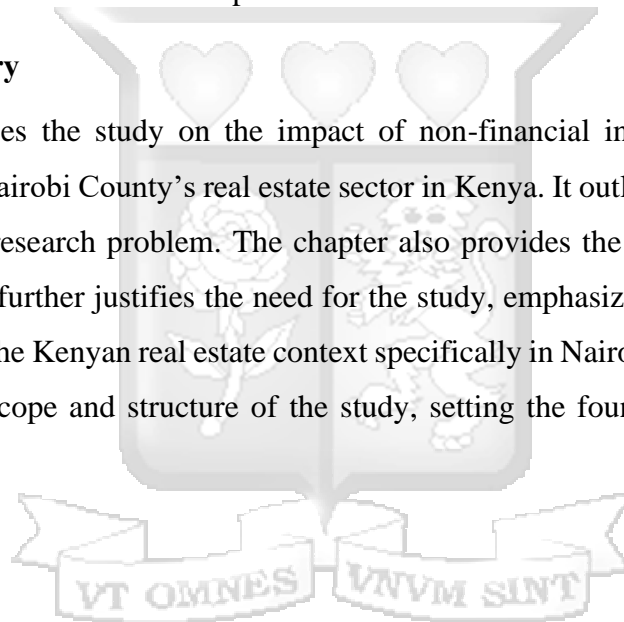 ry
es the study on the impact of non-financial in
airobi County's real estate sector in Kenya. It outl
research problem. The chapter also provides the
further justifies the need for the study, emphasiz
he Kenyan real estate context specifically in Nairo
cope and structure of the study, setting the four
VT OMNES VNVM SINT